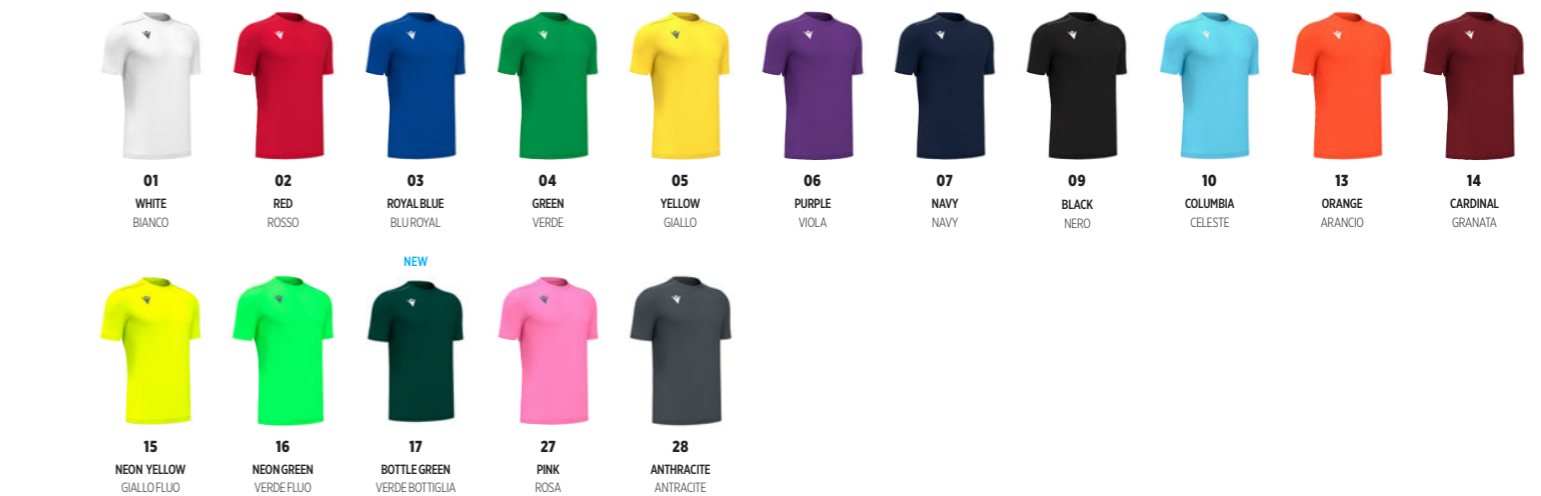 01 02 03 04 05 06 07 09 10 13 14
WHITE RED ROYAL BLUE GREEN YELLOW PURPLE NAVY BLACK COLUMBIA ORANGE CARDINAL
BIANCO ROSSO BLU ROYAL VERDE GIALLO VIOLA NAVY NERO CELESTE ARANCIO GRANATA
NEW
15 16 17 27 28
NEON YELLOW NEON GREEN BOTTLE GREEN PINK ANTHRACITE
GIALLO FLUO VERDE FLUO VERDE BOTTIGLIA ROSA ANTRACITE